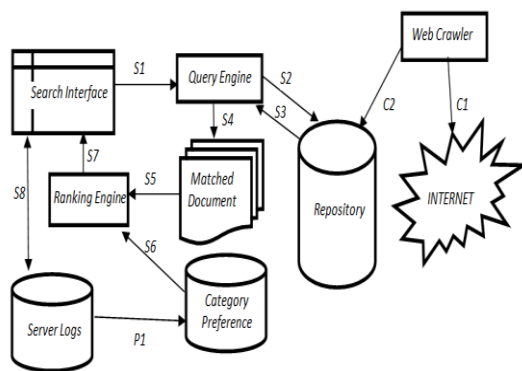 Web Crawler
S1
Query Engine
S2
Search Interface
S3
C2
C1
S4
S7
S5
Matched
Document
S8
Ranking Engine
Repository
INTERNET
S6
Category
Preference
Server Logs
P1